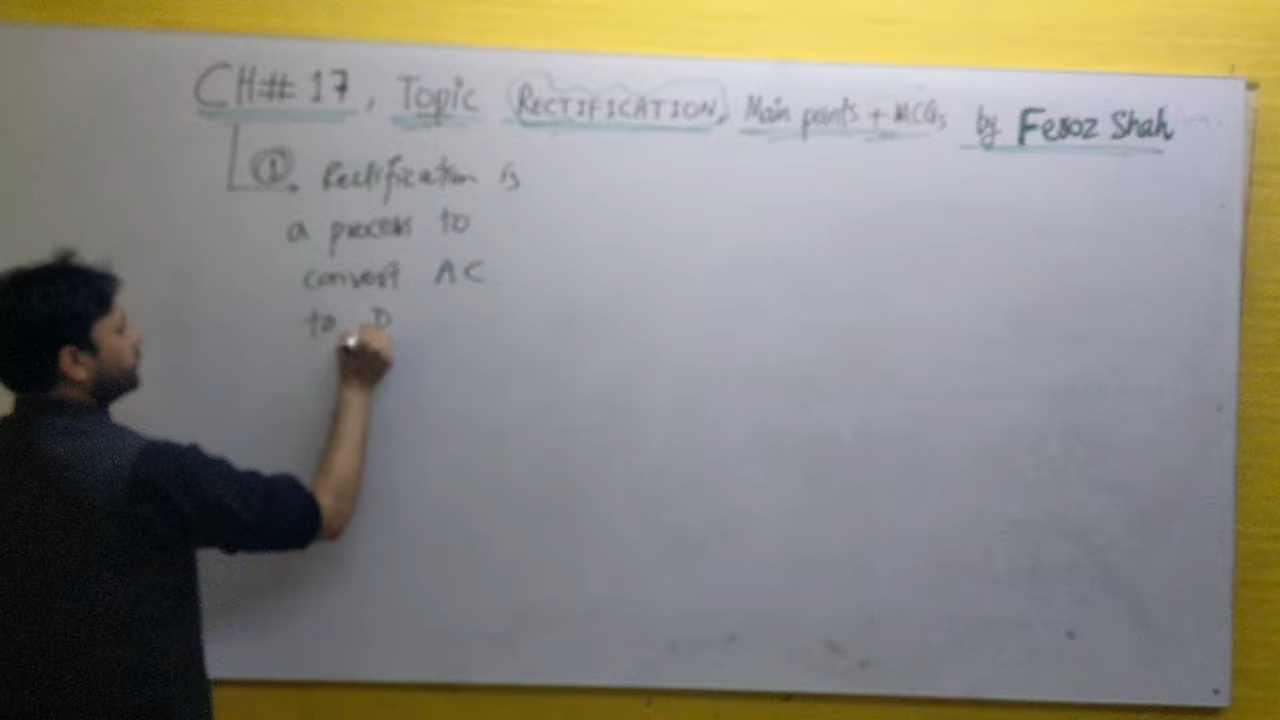 CH# 17, Topic RECTIFICATION, Main points + MCQs by Feroz Shah
①. Rectification is
a process to
convert AC
to D